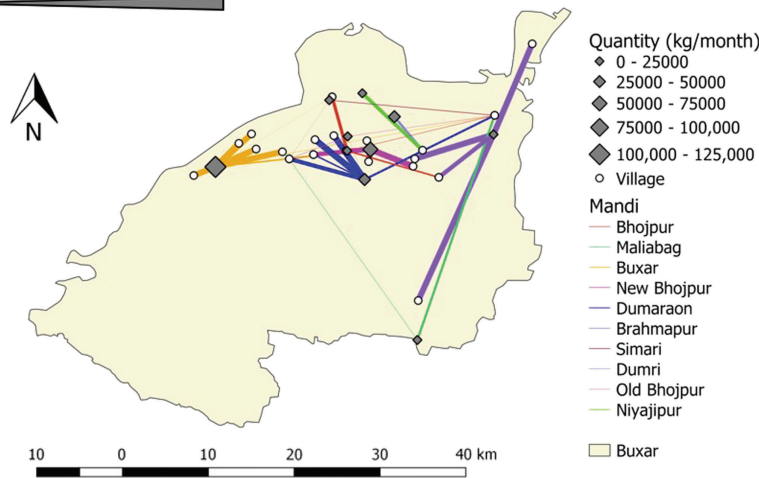 N
Quantity (kg/month)
0 - 25000
25000 - 50000
50000 - 75000
75000 - 100,000
100,000 - 125,000
Village
Mandi
Bhojpur
Maliabag
Buxar
New Bhojpur
Dumaraon
Brahmapur
Simari
Dumri
Old Bhojpur
Niyajipur
Buxar
10 0 10 20 30 40 km